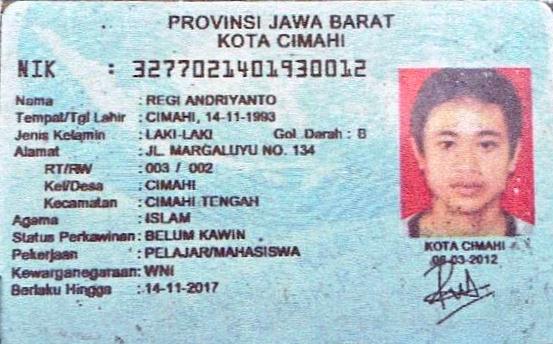 PROVINSI JAWA BARAT
KOTA CIMAHI
NIK : 3277021401930012
Nama : REGI ANDRIYANTO
Tempat/Tgl Lahir : CIMAHI, 14-11-1993
Jenis Kelamin : LAKI-LAKI Gol. Darah : B
Alamat : JL. MARGALUYU NO. 134
RT/RW : 003 / 002
Kel/Desa : CIMAHI
Kecamatan : CIMAHI TENGAH
Agama : ISLAM
Status Perkawinan : BELUM KAWIN
Pekerjaan : PELAJAR/MAHASISWA
Kewarganegaraan : WNI
Berlaku Hingga : 14-11-2017
KOTA CIMAHI
06-03-2012